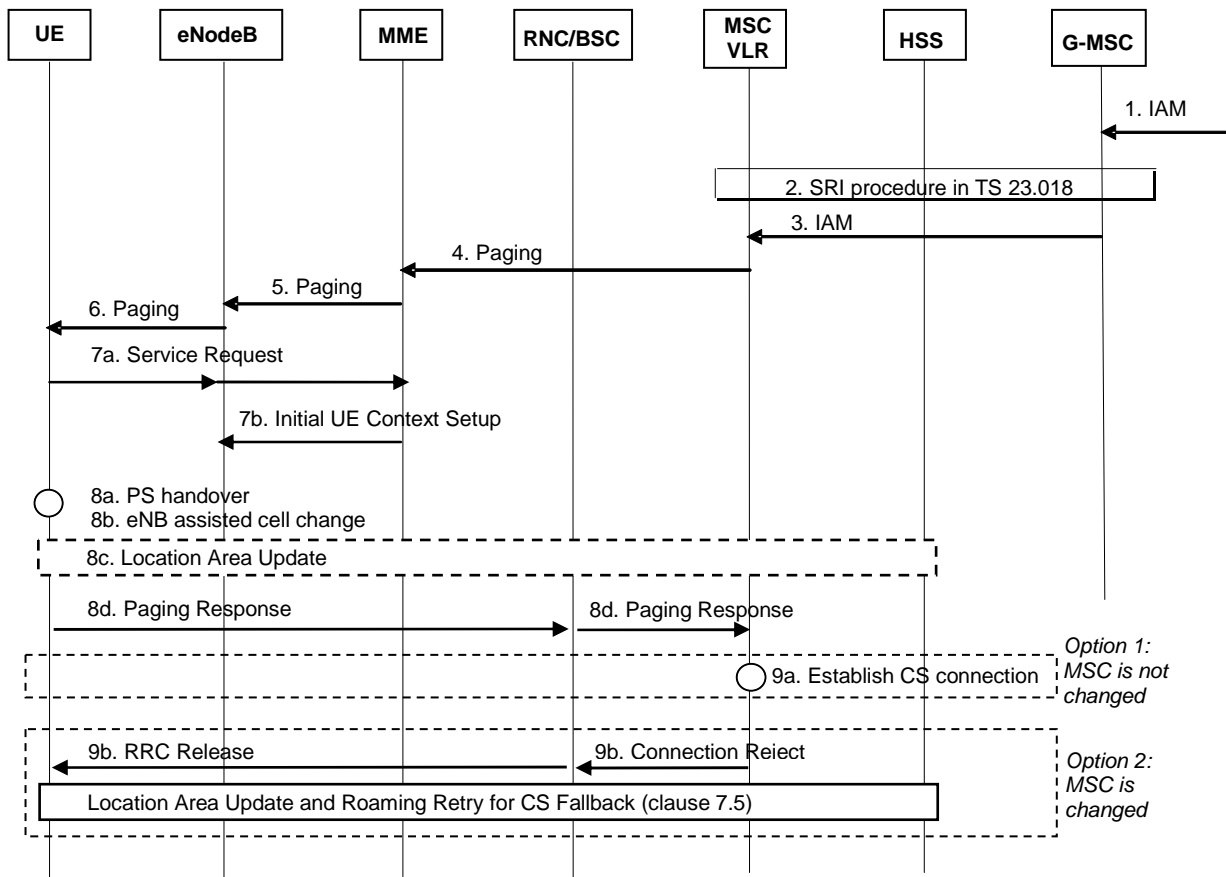 UE
eNodeB
MME
RNC/BSC
MSC
VLR
HSS
G-MSC
1. IAM
2. SRI procedure in TS 23.018
3. IAM
4. Paging
5. Paging
6. Paging
7a. Service Request
7b. Initial UE Context Setup
8a. PS handover
8b. eNB assisted cell change
8c. Location Area Update
8d. Paging Response
8d. Paging Response
Option 1:
MSC is not
changed
9a. Establish CS connection
9b. RRC Release
9b. Connection Reject
Option 2:
MSC is
changed
Location Area Update and Roaming Retry for CS Fallback (clause 7.5)